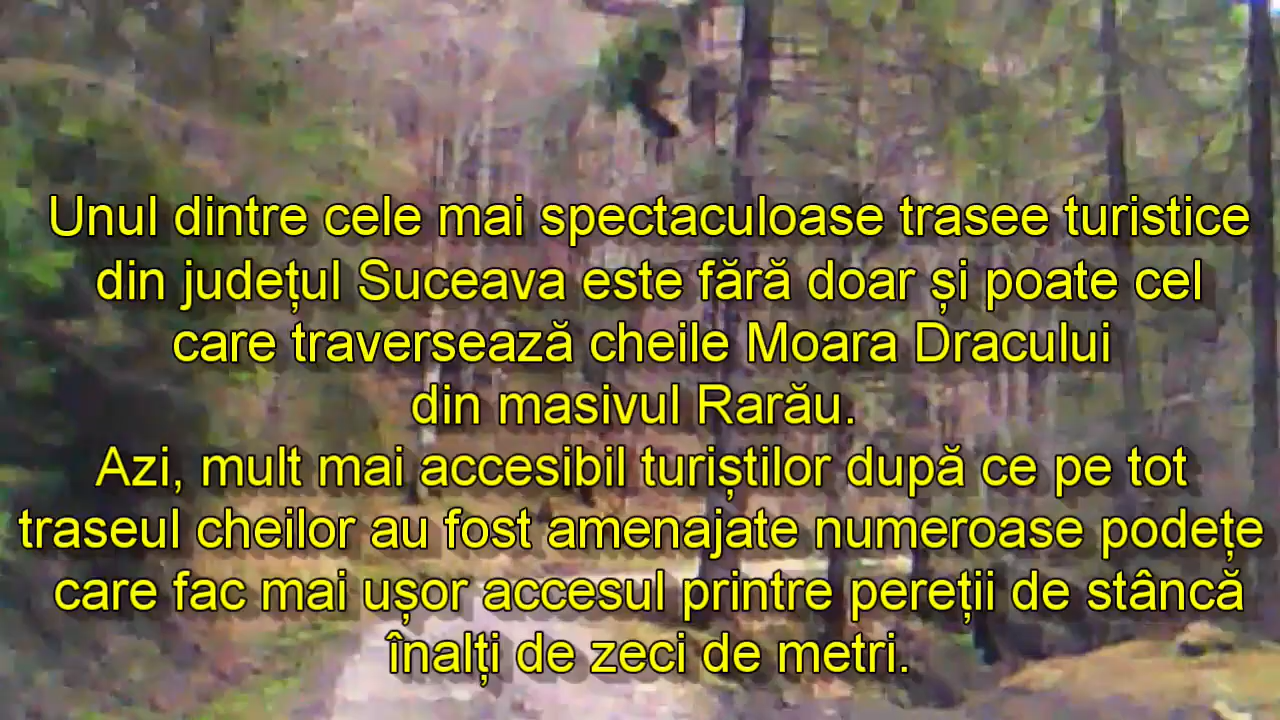 Unul dintre cele mai spectaculoase trasee turistice
din județul Suceava este fără doar și poate cel
care traversează cheile Moara Dracului
din masivul Rarău.
Azi, mult mai accesibil turiștilor după ce pe tot
traseul cheilor au fost amenajate numeroase podețe
care fac mai ușor accesul printre pereții de stâncă
înalți de zeci de metri.